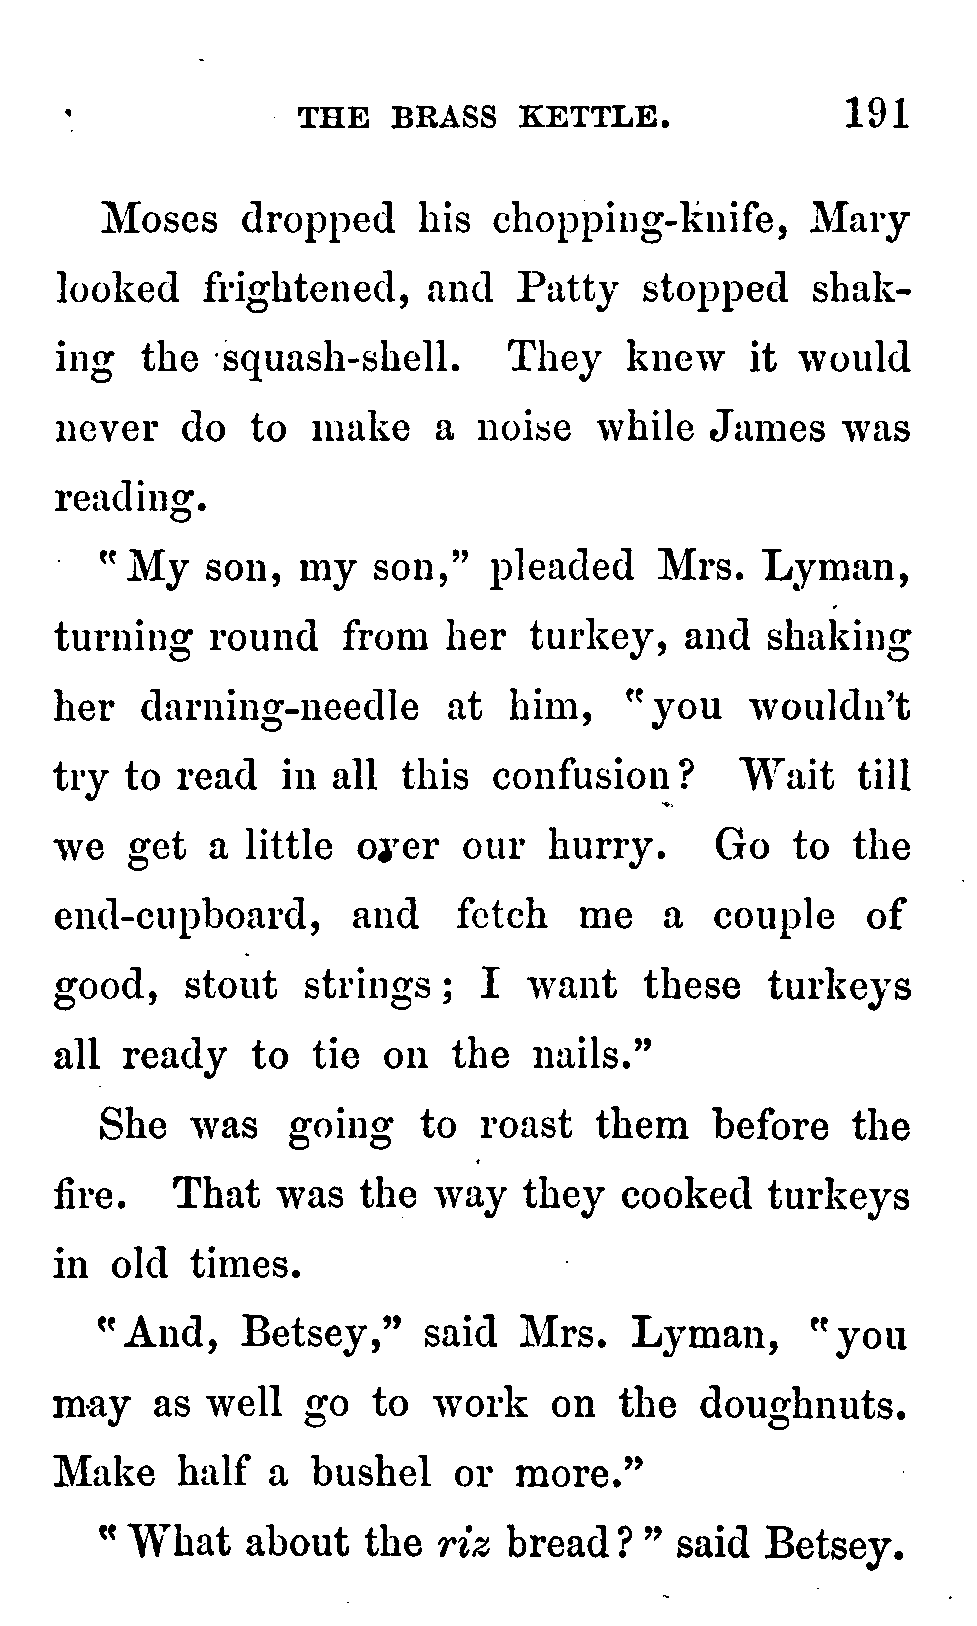 THE BRASS KETTLE. 191
Moses dropped his chopping-knife, Mary
looked frightened, and Patty stopped shak-
ing the squash-shell. They knew it would
never do to make a noise while James was
reading.
"My son, my son," pleaded Mrs. Lyman,
turning round from her turkey, and shaking
her darning-needle at him, "you wouldn't
try to read in all this confusion? Wait till
we get a little over our hurry. Go to the
end-cupboard, and fetch me a couple of
good, stout strings; I want these turkeys
all ready to tie on the nails."
She was going to roast them before the
fire. That was the way they cooked turkeys
in old times.
"And, Betsey," said Mrs. Lyman, "you
may as well go to work on the doughnuts.
Make half a bushel or more."
"What about the riz bread?" said Betsey.